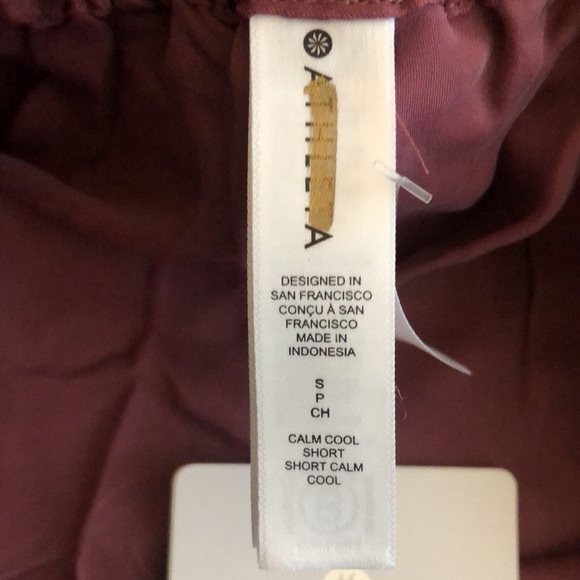 ATHLETA
DESIGNED IN
SAN FRANCISCO
CONÇU À SAN
FRANCISCO
MADE IN
INDONESIA
S
P
CH
CALM COOL
SHORT
SHORT CALM
COOL